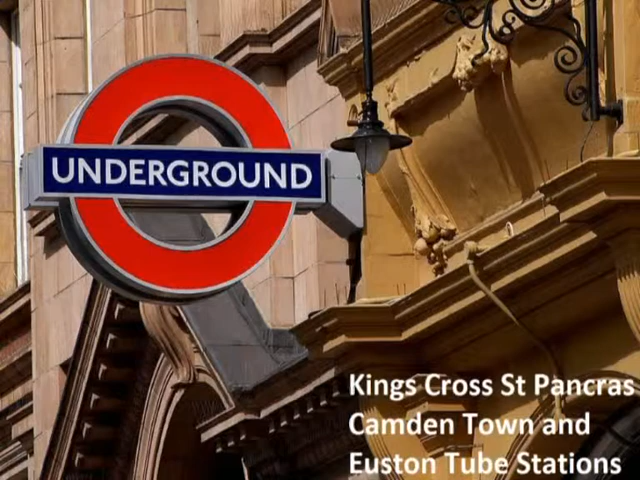 UNDERGROUND
Kings Cross St Pancras
Camden Town and
Euston Tube Stations